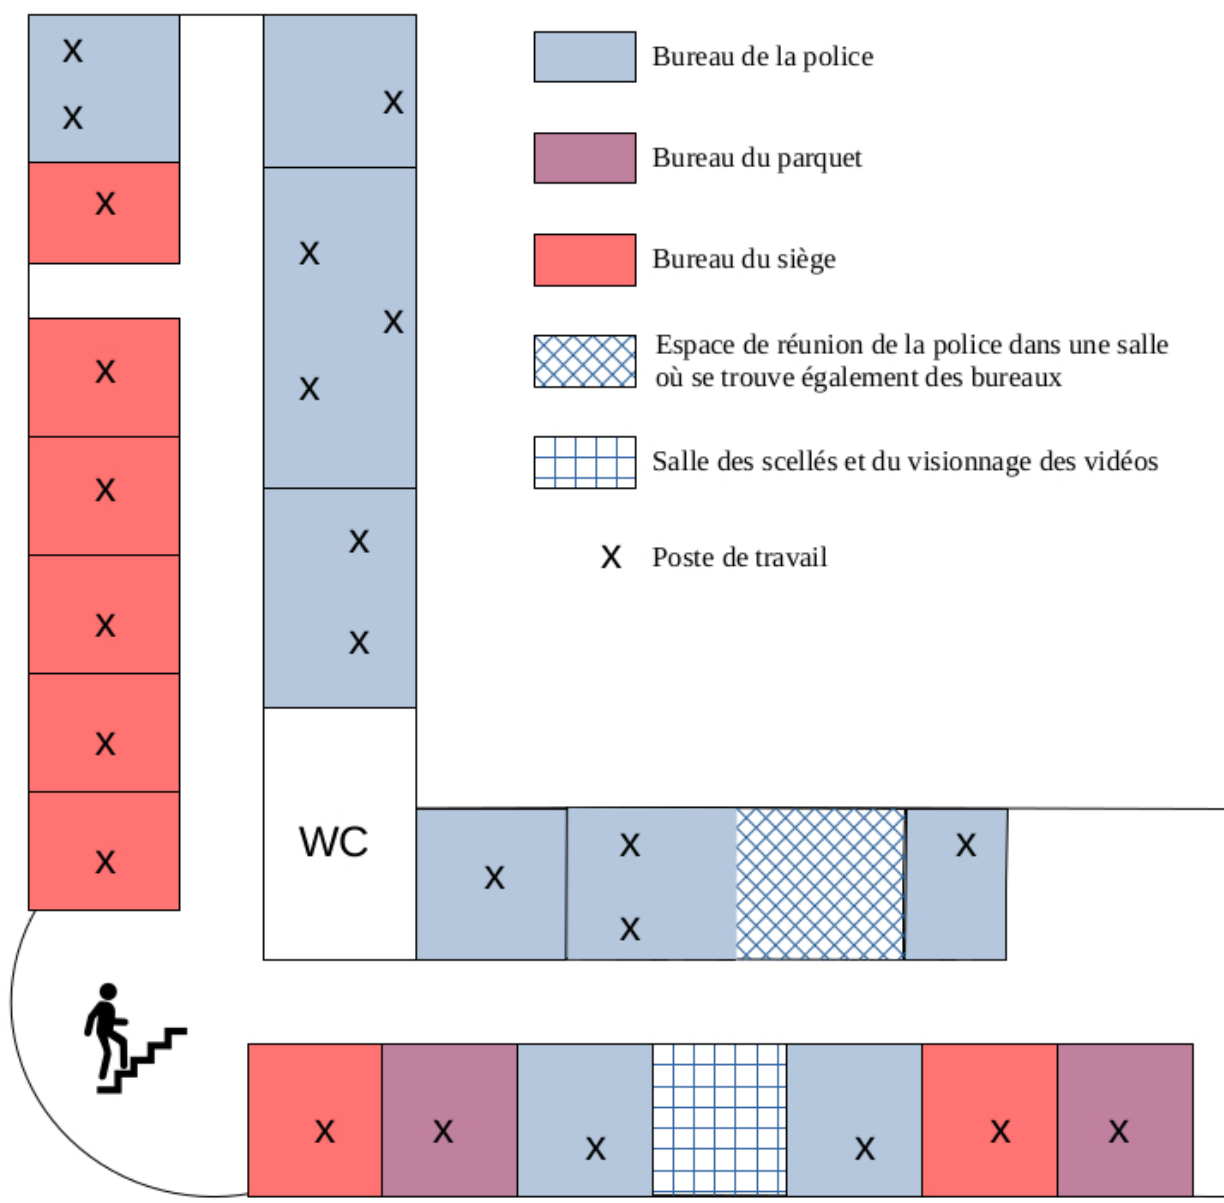 X
X
X
X
X
X
X
X
X
X
X
X
X
X
WC
X
X
X
X
X
X
X
X
X
X
Bureau de la police
Bureau du parquet
Bureau du siège
Espace de réunion de la police dans une salle
où se trouve également des bureaux
Salle des scellés et du visionnage des vidéos
X Poste de travail